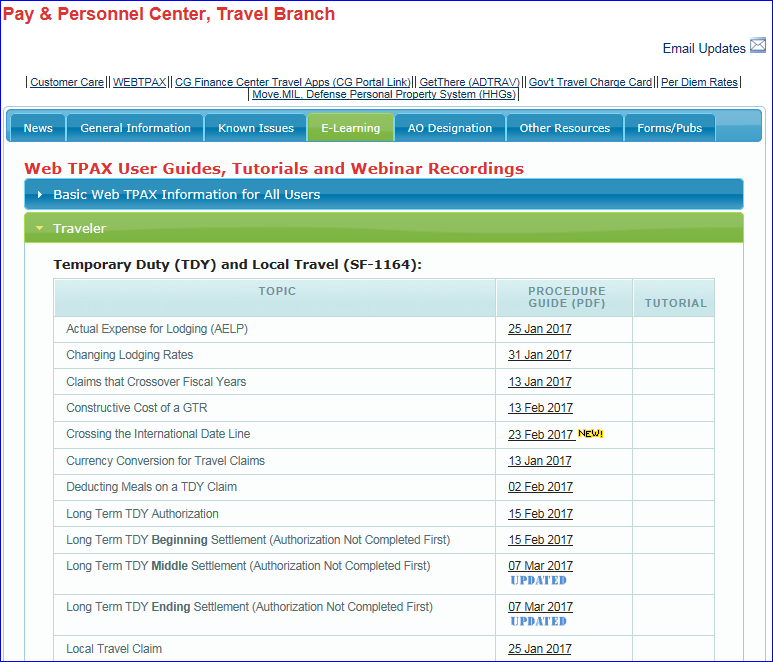 Pay & Personnel Center, Travel Branch
Email Updates
| Customer Care || WEBTPAX || CG Finance Center Travel Apps (CG Portal Link)|| GetThere (ADTRAV)|| Gov't Travel Charge Card|| Per Diem Rates|
| Move.MIL, Defense Personal Property System (HHGs)|
News General Information Known Issues E-Learning AO Designation Other Resources Forms/Pubs
Web TPAX User Guides, Tutorials and Webinar Recordings
Basic Web TPAX Information for All Users
Traveler
Temporary Duty (TDY) and Local Travel (SF-1164):
TOPIC PROCEDURE GUIDE (PDF) TUTORIAL
Actual Expense for Lodging (AELP) 25 Jan 2017
Changing Lodging Rates 31 Jan 2017
Claims that Crossover Fiscal Years 13 Jan 2017
Constructive Cost of a GTR 13 Feb 2017
Crossing the International Date Line 23 Feb 2017 NEW!
Currency Conversion for Travel Claims 13 Jan 2017
Deducting Meals on a TDY Claim 02 Feb 2017
Long Term TDY Authorization 15 Feb 2017
Long Term TDY Beginning Settlement (Authorization Not Completed First) 15 Feb 2017
Long Term TDY Middle Settlement (Authorization Not Completed First) 07 Mar 2017
UPDATED
Long Term TDY Ending Settlement (Authorization Not Completed First) 07 Mar 2017
UPDATED
Local Travel Claim 25 Jan 2017